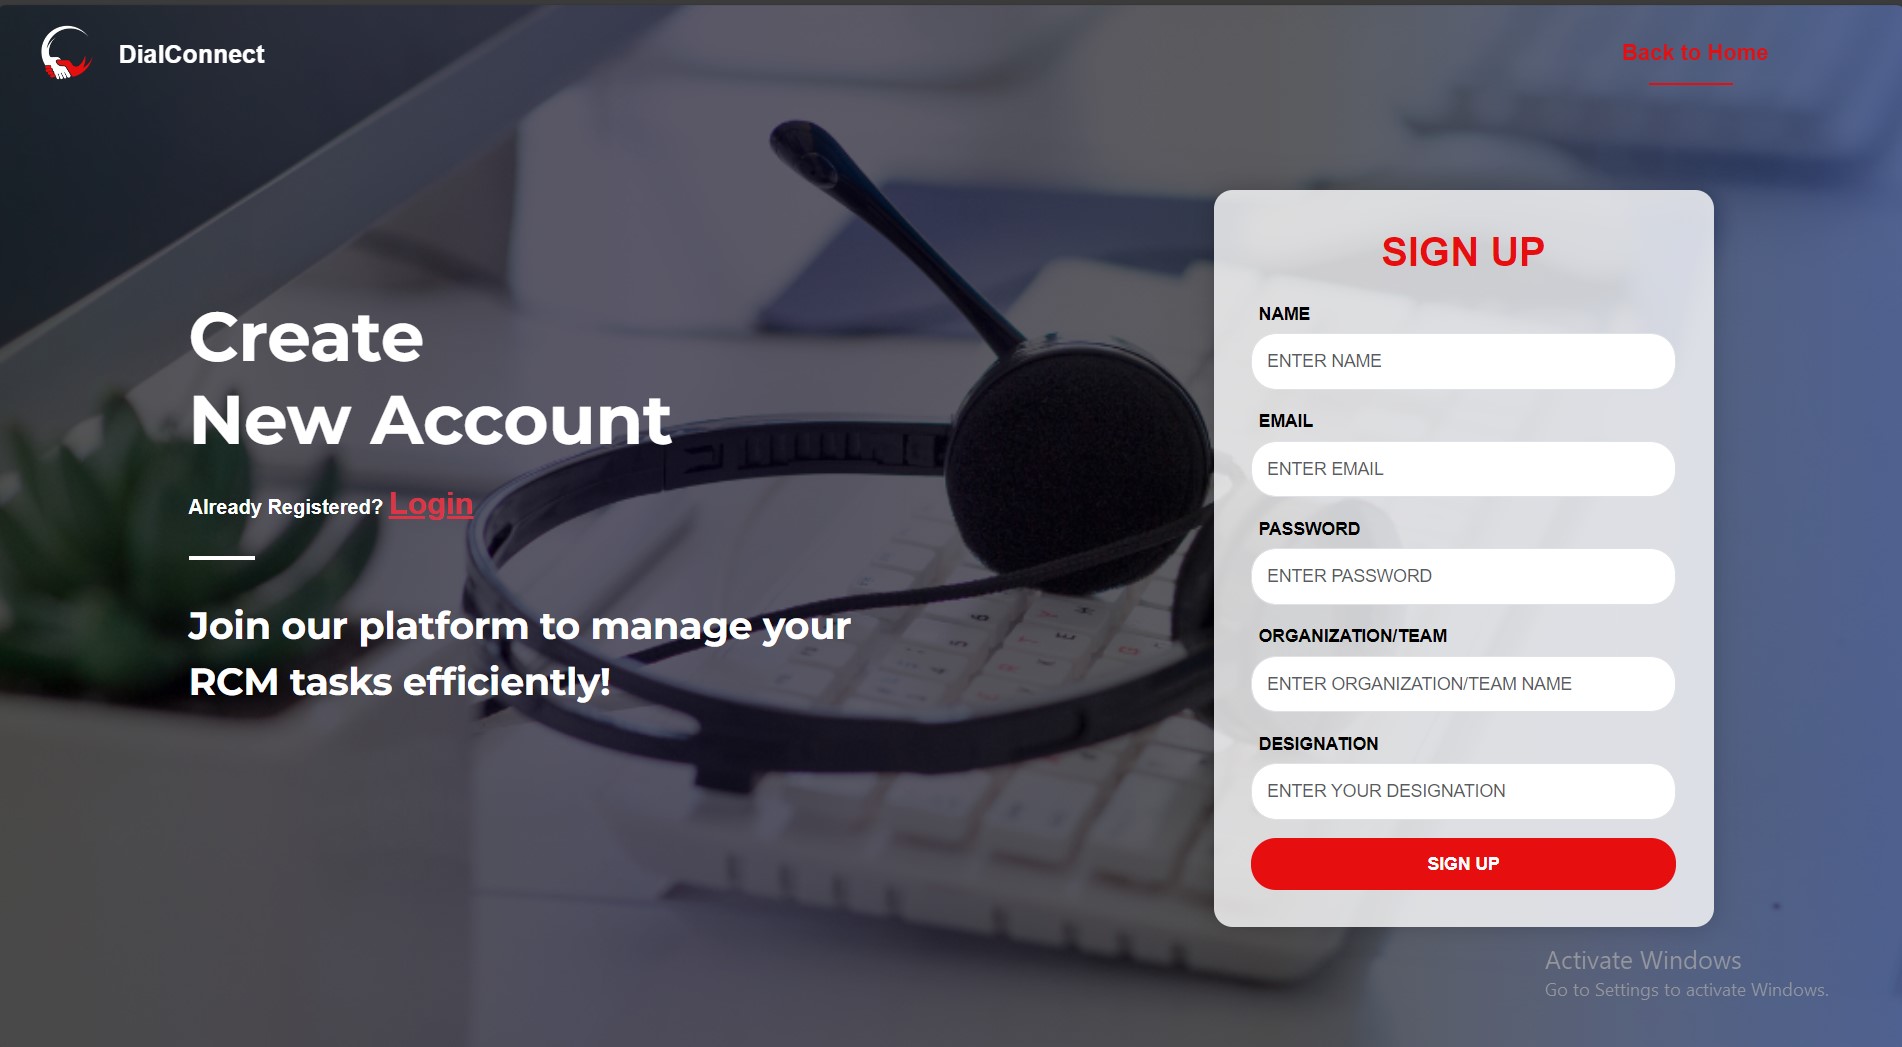 DialConnect
Back to Home
Create
New Account
Already Registered? Login
Join our platform to manage your
RCM tasks efficiently!
SIGN UP
NAME
ENTER NAME
EMAIL
ENTER EMAIL
PASSWORD
ENTER PASSWORD
ORGANIZATION/TEAM
ENTER ORGANIZATION/TEAM NAME
DESIGNATION
ENTER YOUR DESIGNATION
SIGN UP
Activate Windows
Go to Settings to activate Windows.